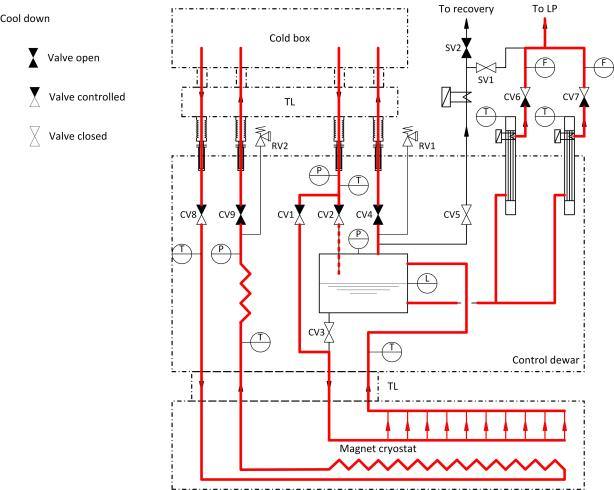 To recovery
To LP
Cool down
Cold box
SV2
Valve open
F
F
SV1
Valve controlled
CV6
CV7
TL
T
T
Valve closed
RV2
RV1
P
T
CV8
CV9
CV1
CV2
CV4
CV5
P
T
P
L
CV3
T
T
Control dewar
TL
Magnet cryostat